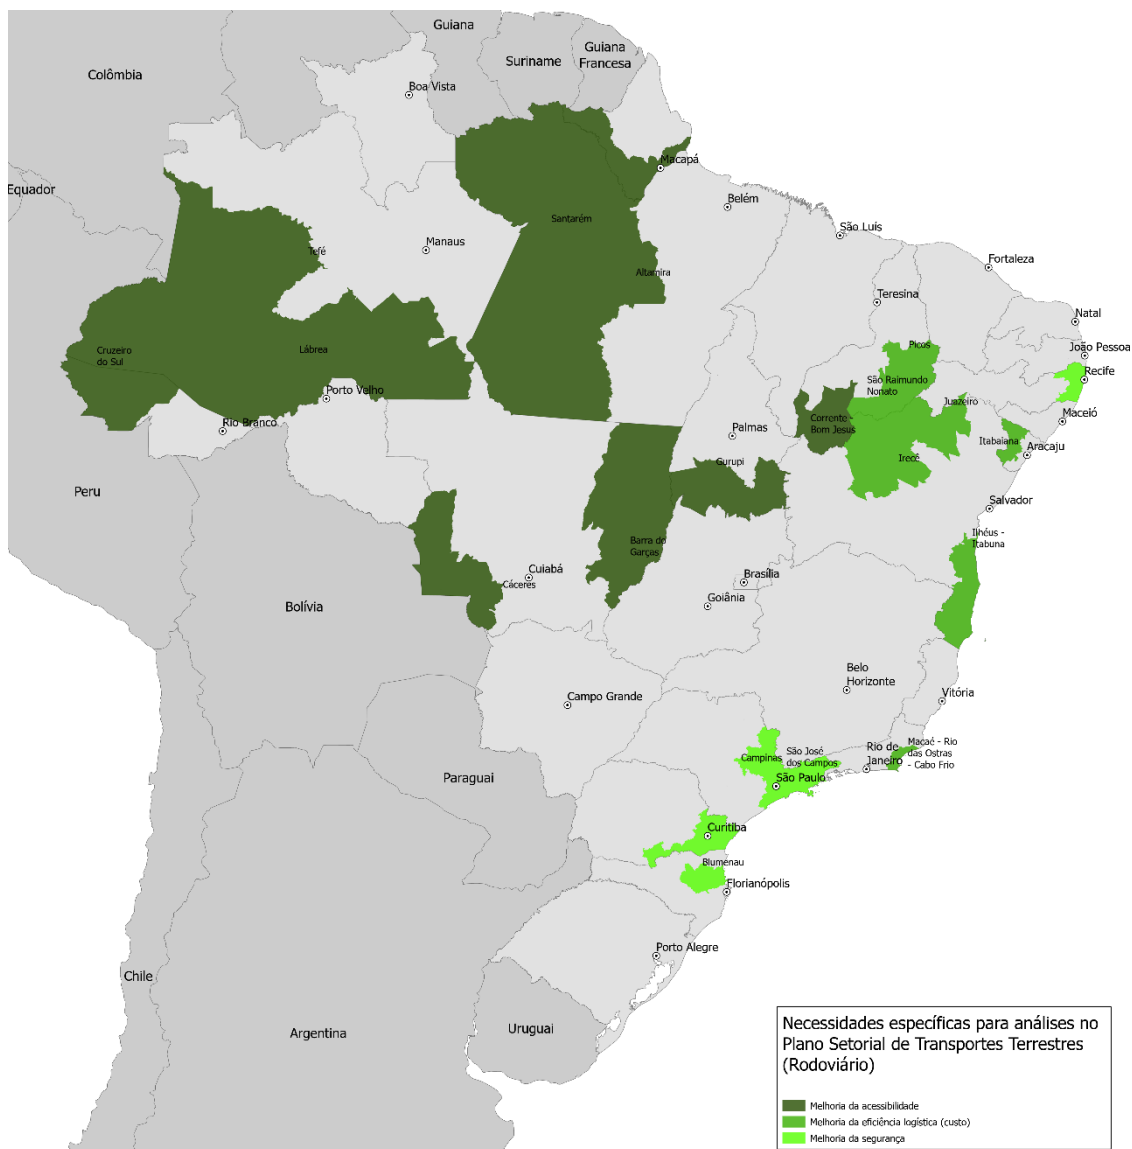 Guiana
Guiana
Francesa
Suriname
Colômbia
Boa Vista
Macapá
Equador
Belém
Santarém
São Luís
Manaus
Tefé
Fortaleza
Altamira
Teresina
Natal
Picos
João Pessoa
Cruzeiro
do Sul
Lábrea
Recife
São Raimundo
Nonato
Porto Velho
Juazeiro
Maceió
Corrente
Bom Jesus
Rio Branco
Palmas
Itabaiana
Aracaju
Irecê
Gurupi
Peru
Salvador
Ilhéus -
Itabuna
Barra do
Garças
Cuiabá
Brasília
Cáceres
Goiânia
Bolívia
Belo
Horizonte
Campo Grande
Vitória
Macaé - Rio
das Ostras
- Cabo Frio
Rio de
Janeiro
São José
dos Campos
Campinas
São Paulo
Paraguai
Curitiba
Blumenau
Florianópolis
Porto Alegre
Chile
Argentina
Uruguai
Necessidades específicas para análises no
Plano Setorial de Transportes Terrestres
(Rodoviário)
Melhoria da acessibilidade
Melhoria da eficiência logística (custo)
Melhoria da segurança